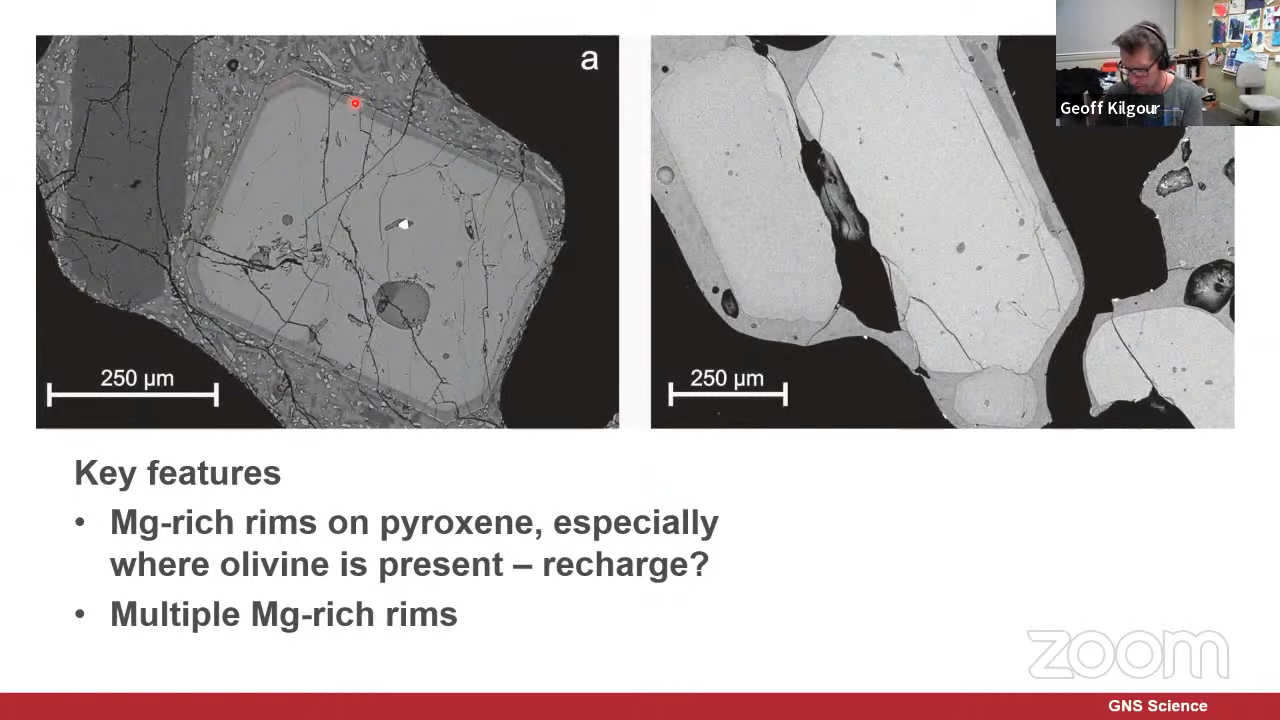 a
Geoff Kilgour
250 µm
250 µm
Key features
• Mg-rich rims on pyroxene, especially
where olivine is present – recharge?
• Multiple Mg-rich rims
zoom
GNS Science